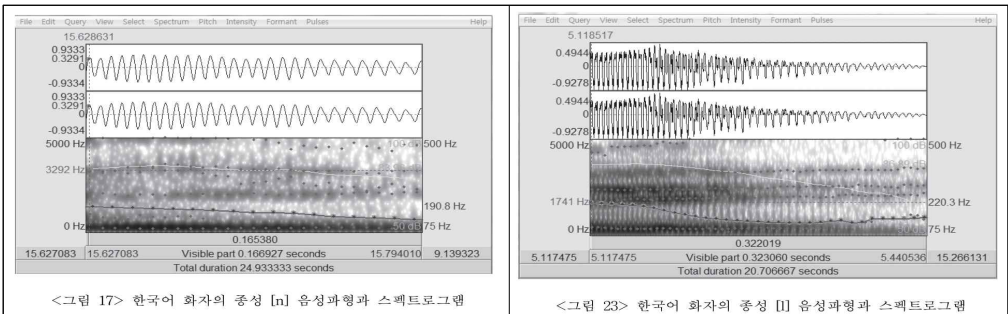 File Edit Query View Select Spectrum Pitch Intensity Formant Pulses Help
15.628631
0.9333
0.3291
0
-0.9334
0.9333
0.3291
0
-0.9334
5000 Hz
500 Hz
3292 Hz
190.8 Hz
0 Hz
50 dB
75 Hz
0.165380
15.627083 15.627083 Visible part 0.166927 seconds 15.794010 9.139323
Total duration 24.933333 seconds
<그림 17> 한국어 화자의 종성 [n] 음성파형과 스펙트로그램
File Edit Query View Select Spectrum Pitch Intensity Formant Pulses Help
5.118517
0.4944
0
-0.9278
0.4944
0
-0.9278
5000 Hz
100 dB
500 Hz
1741 Hz
220.3 Hz
0 Hz
75 Hz
0.322019
5.117475 5.117475 Visible part 0.323060 seconds 5.440536 15.266131
Total duration 20.706667 seconds
<그림 23> 한국어 화자의 종성 [l] 음성파형과 스펙트로그램